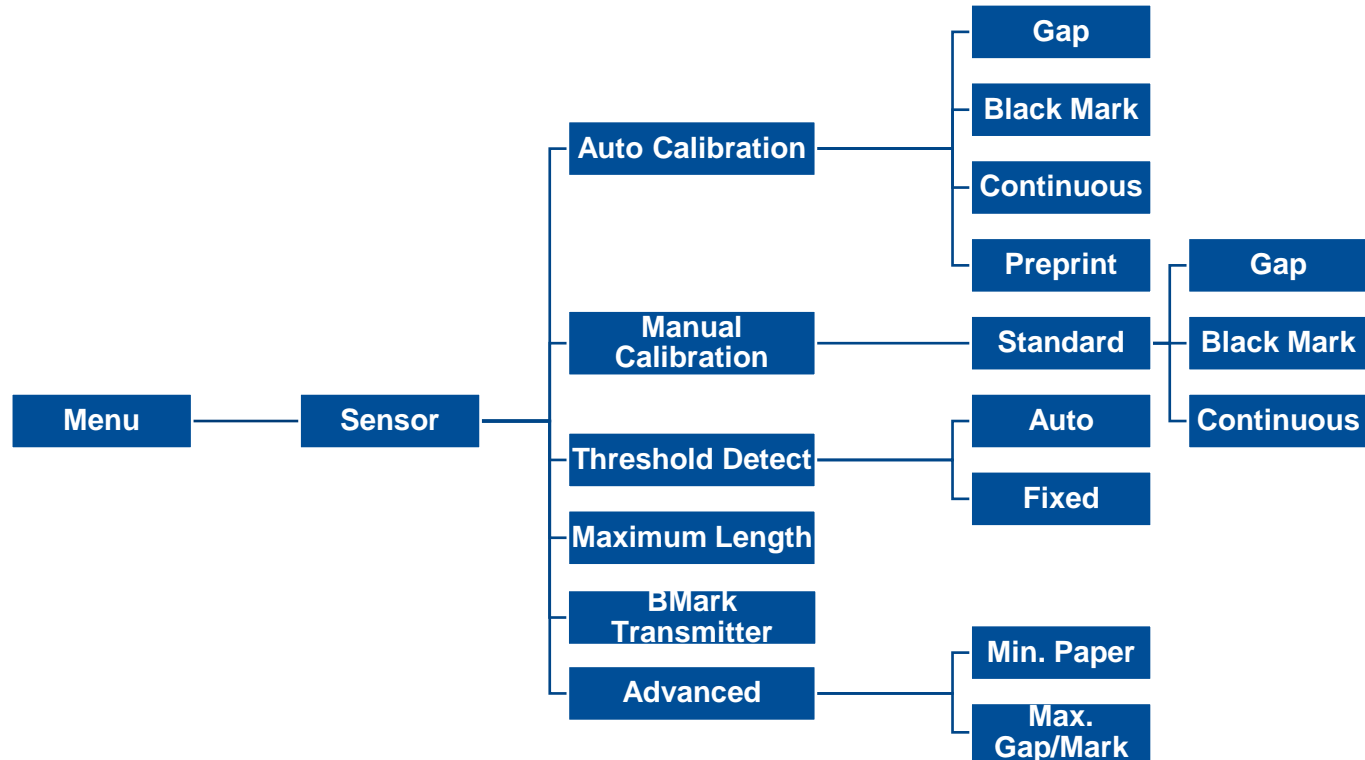 Gap
Black Mark
Auto Calibration
Continuous
Preprint
Gap
Manual
Calibration
Standard
Black Mark
Menu
Sensor
Auto
Continuous
Threshold Detect
Fixed
Maximum Length
BMark
Transmitter
Min. Paper
Advanced
Max.
Gap/Mark